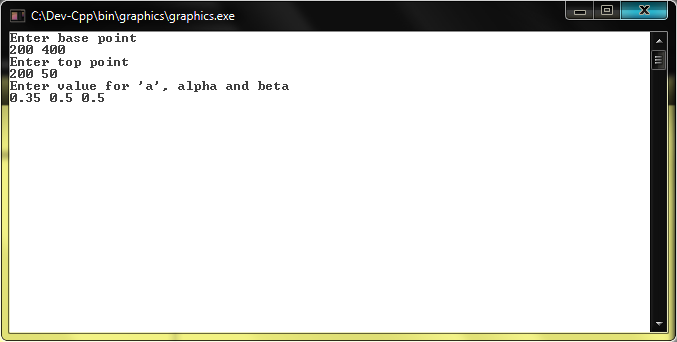 C:\Dev-Cpp\bin\graphics\graphics.exe
Enter base point
200 400
Enter top point
200 50
Enter value for 'a', alpha and beta
0.35 0.5 0.5